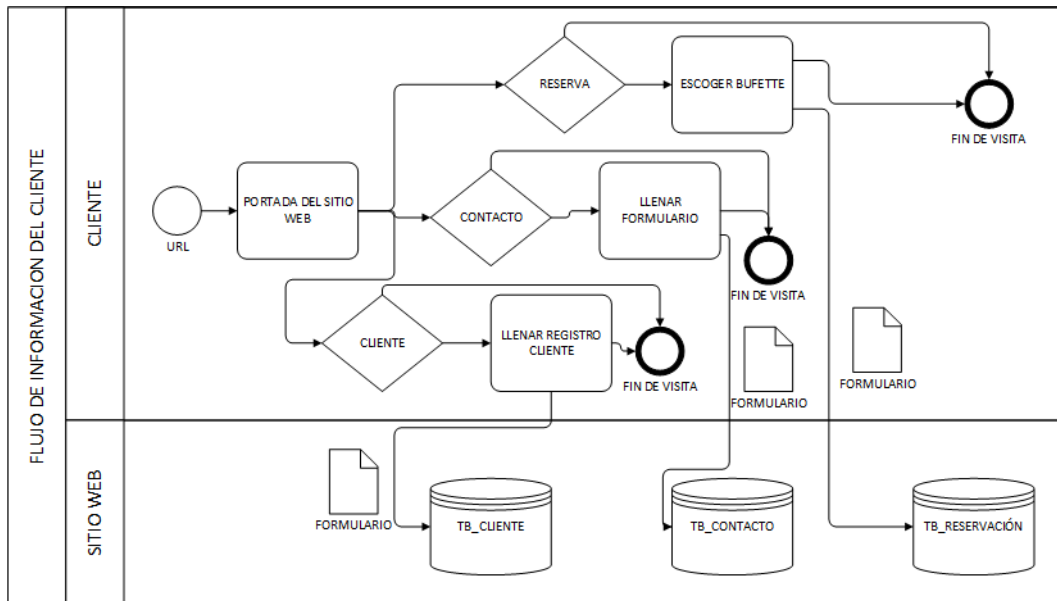 FLUJO DE INFORMACION DEL CLIENTE
CLIENTE
RESERVA
ESCOGER BUFETTE
FIN DE VISITA
URL
PORTADA DEL SITIO
WEB
CONTACTO
LLENAR
FORMULARIO
FIN DE VISITA
CLIENTE
LLENAR REGISTRO
CLIENTE
FIN DE VISITA
FORMULARIO
FORMULARIO
SITIO WEB
FORMULARIO
TB_CLIENTE
TB_CONTACTO
TB_RESERVACIÓN